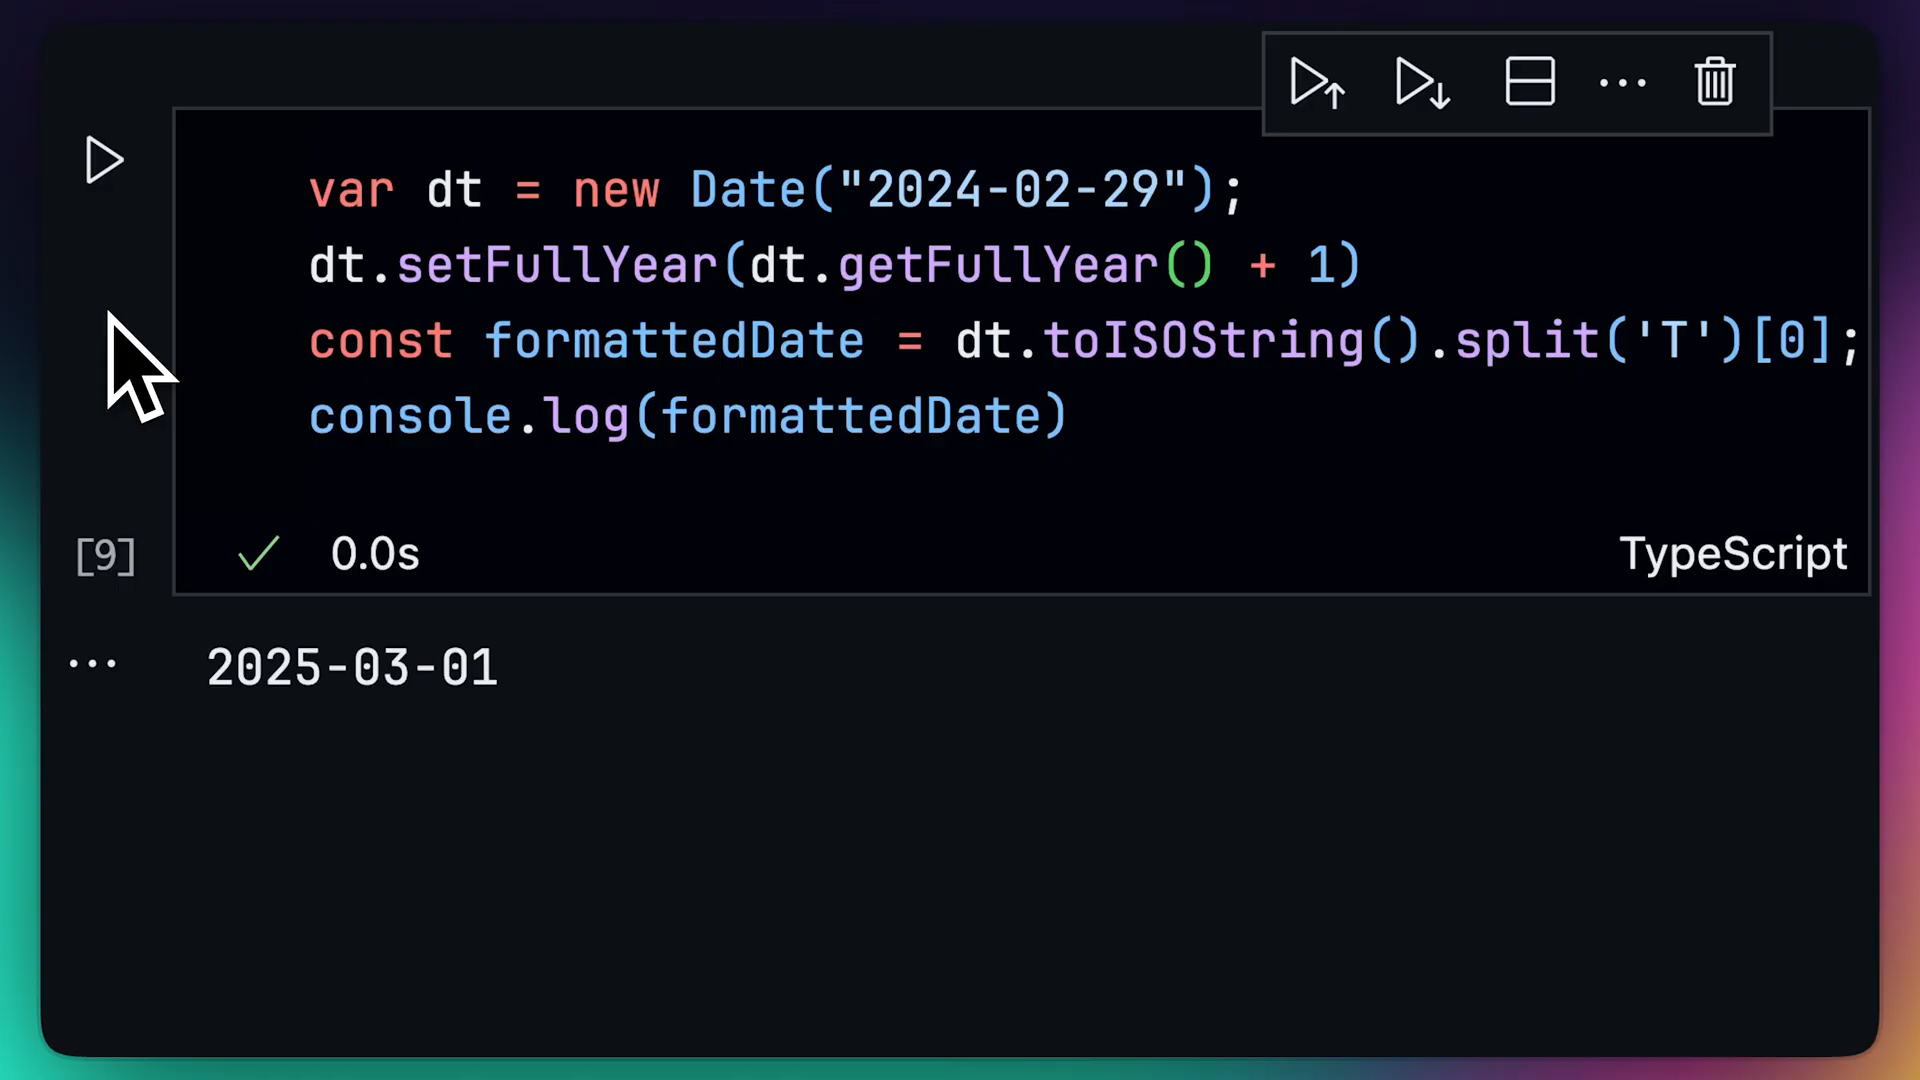 var dt = new Date("2024-02-29");
dt.setFullYear(dt.getFullYear() + 1)
const formattedDate = dt.toISOString().split('T')[0];
console.log(formattedDate)
[9]
0.0s
TypeScript
2025-03-01